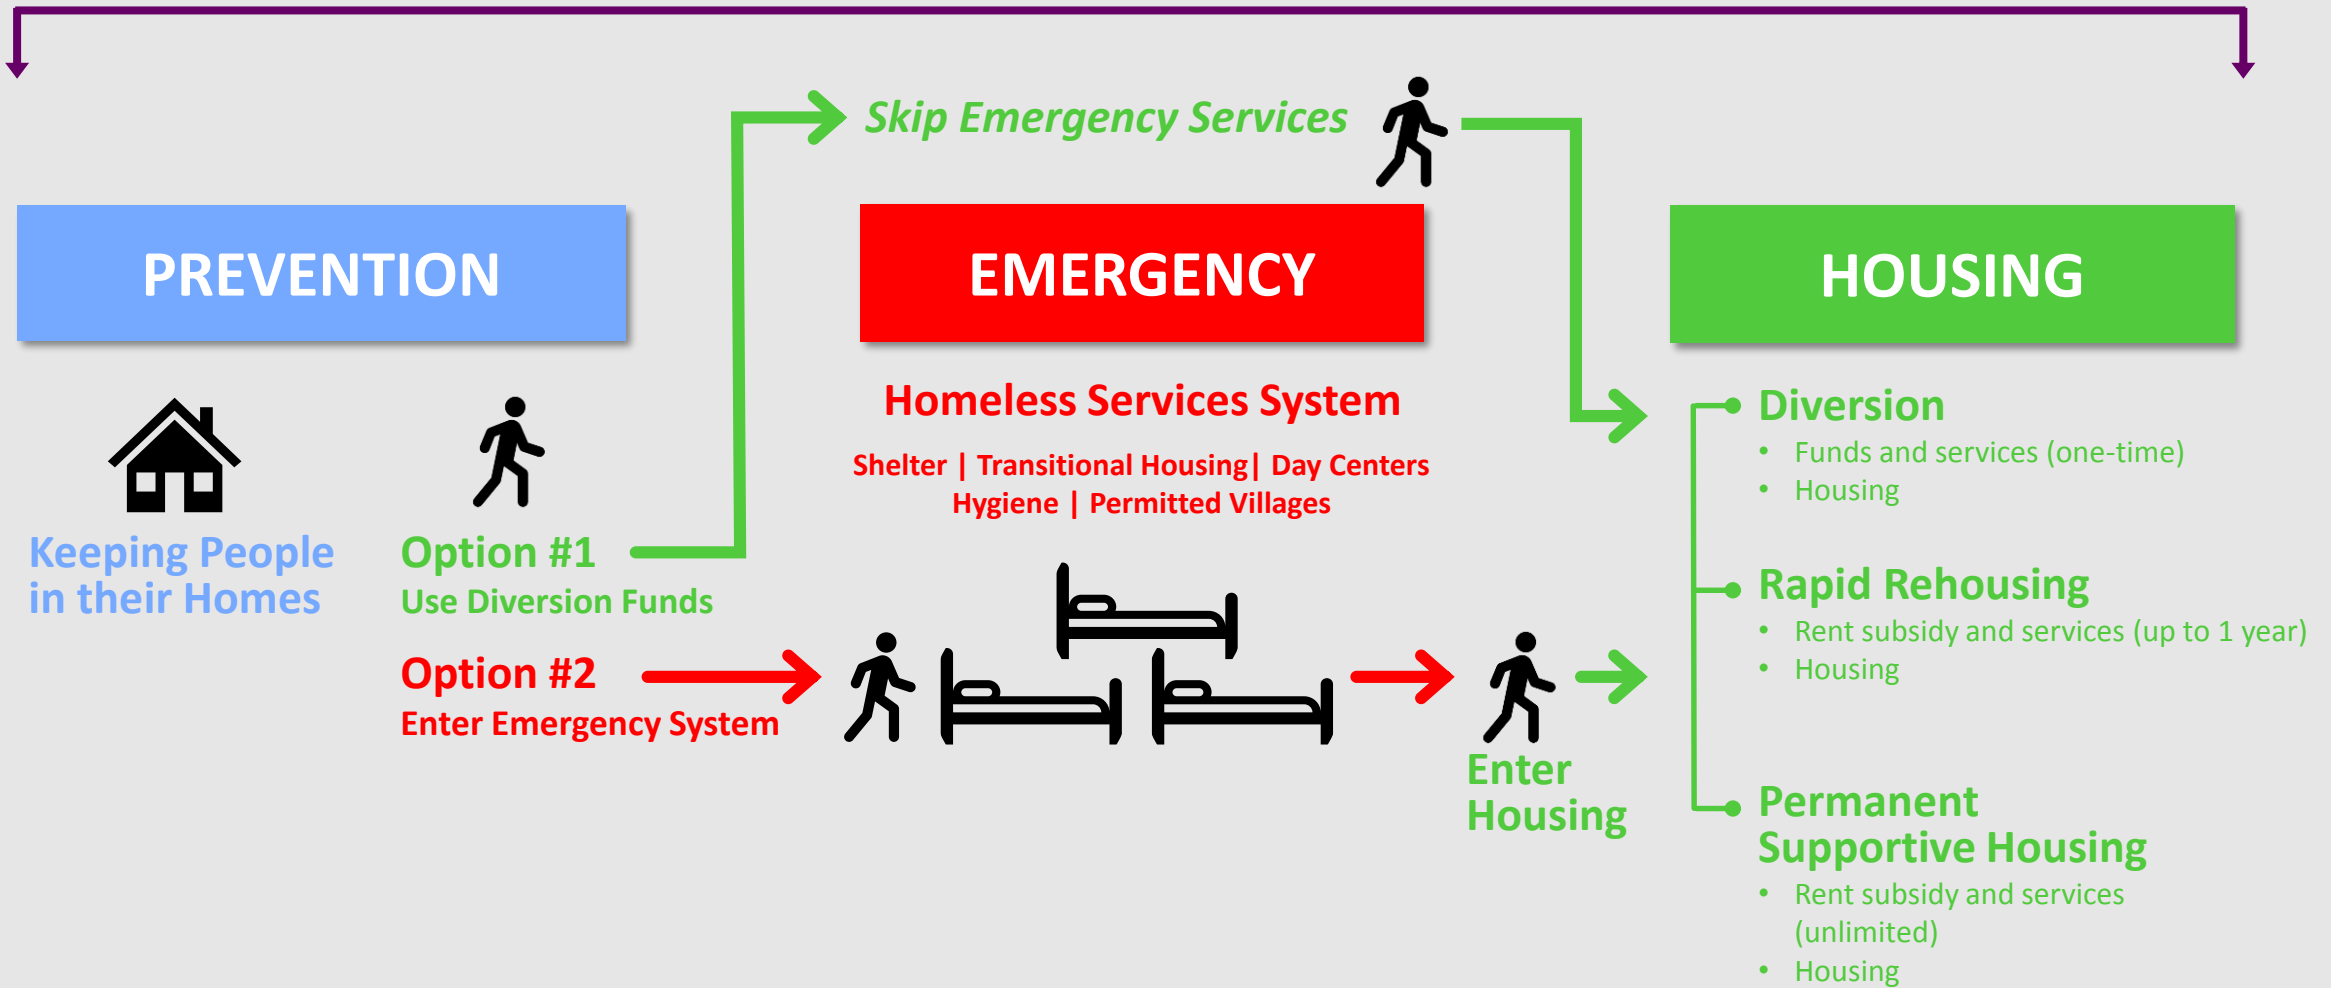 Skip Emergency Services
PREVENTION
EMERGENCY
HOUSING
Keeping People
in their Homes
Option #1
Use Diversion Funds
Option #2
Enter Emergency System
Homeless Services System
Shelter | Transitional Housing| Day Centers
Hygiene | Permitted Villages
Enter
Housing
Diversion
• Funds and services (one-time)
• Housing
Rapid Rehousing
• Rent subsidy and services (up to 1 year)
• Housing
Permanent
Supportive Housing
• Rent subsidy and services
(unlimited)
• Housing